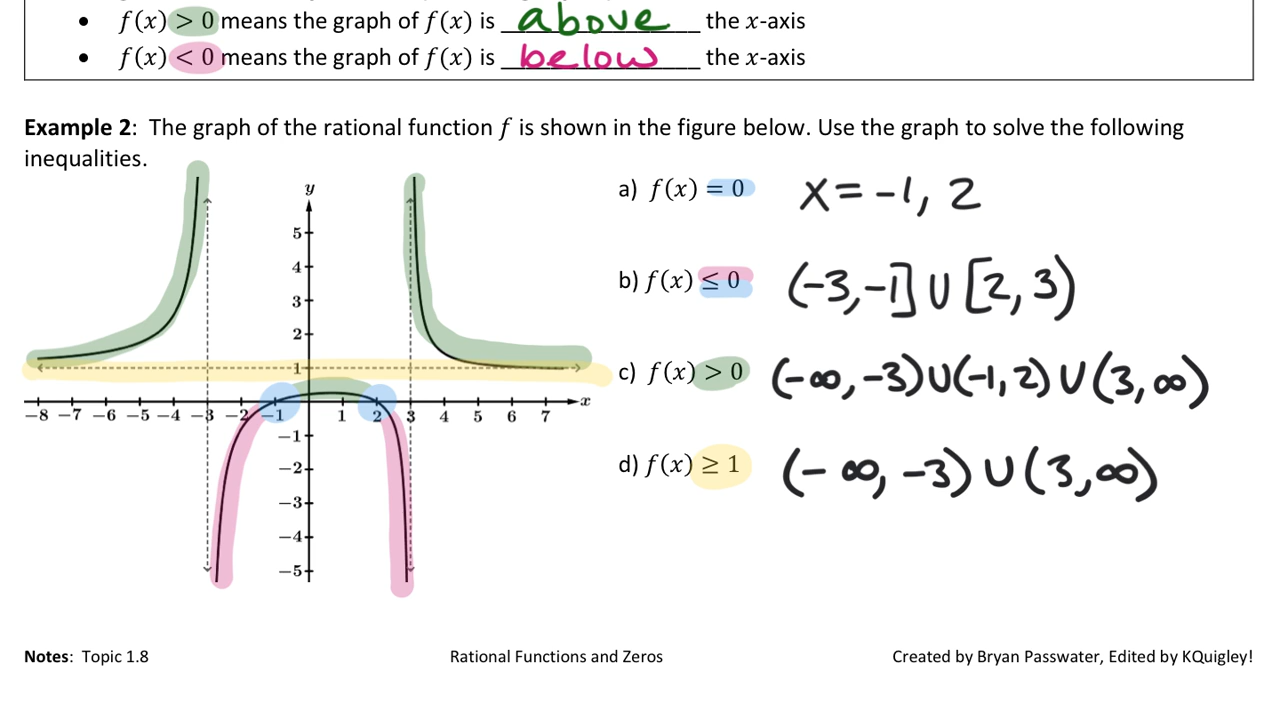 • f(x) > 0 means the graph of f(x) is above the x-axis
• f(x) < 0 means the graph of f(x) is below the x-axis
Example 2: The graph of the rational function f is shown in the figure below. Use the graph to solve the following
inequalities.
y
5
4
3
2
1
−8 −7 −6 −5 −4 −3 −2 −1 1 2 3 4 5 6 7 x
−1
−2
−3
−4
−5
a) f(x) = 0 x = -1, 2
b) f(x) ≤ 0 (-3,-1] U [2, 3)
c) f(x) > 0 (-∞, -3) U (-1, 2) U (3, ∞)
d) f(x) ≥ 1 (-∞, -3) U (3, ∞)
Notes: Topic 1.8 Rational Functions and Zeros Created by Bryan Passwater, Edited by KQuigley!